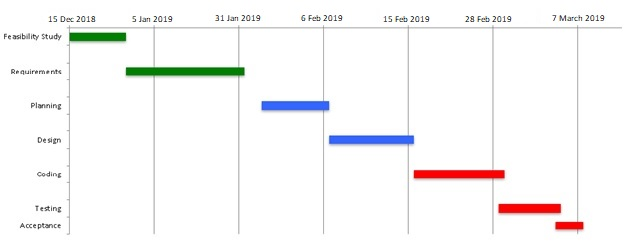 15 Dec 2018
5 Jan 2019
31 Jan 2019
6 Feb 2019
15 Feb 2019
28 Feb 2019
7 March 2019
Feasibility Study
Requirements
Planning
Design
Coding
Testing
Acceptance